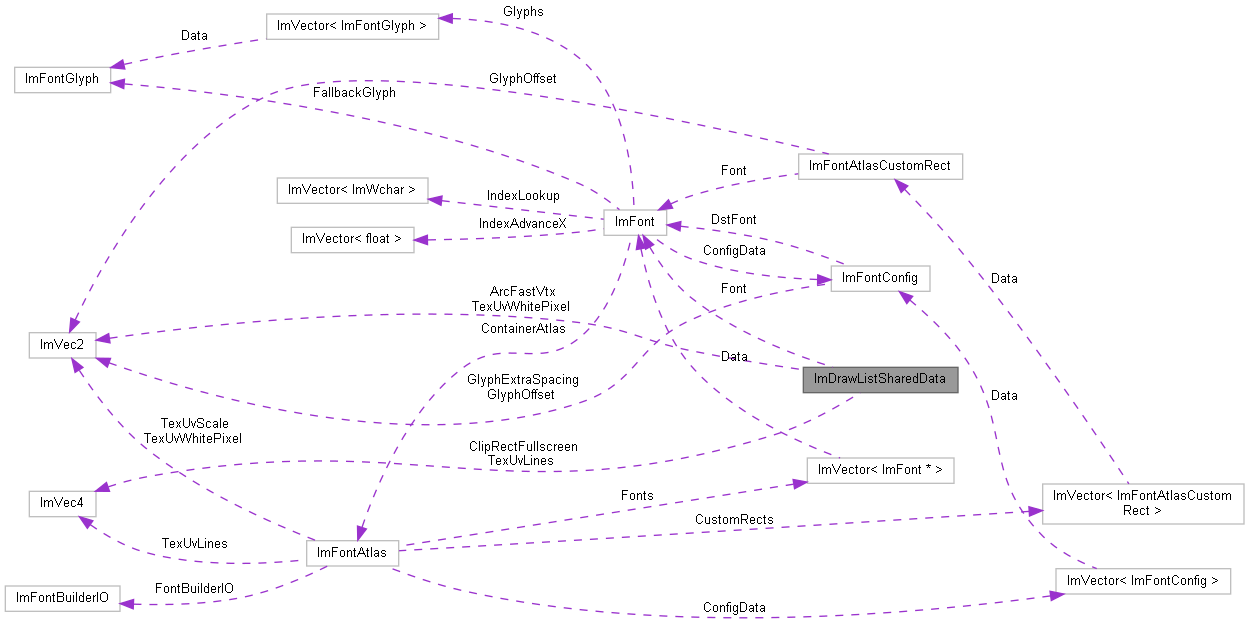 Glyphs
ImVector< ImFontGlyph >
Data
ImFontGlyph
GlyphOffset
FallbackGlyph
ImFontAtlasCustomRect
Font
ImVector< ImWchar >
IndexLookup
ImFont
DstFont
IndexAdvanceX
ImVector< float >
ConfigData
ImFontConfig
Data
ArcFastVtx
TexUvWhitePixel
Font
ContainerAtlas
ImVec2
Data
ImDrawListSharedData
GlyphExtraSpacing
GlyphOffset
Data
TexUvScale
TexUvWhitePixel
ClipRectFullscreen
TexUvLines
ImVector< ImFont * >
ImVec4
Fonts
ImVector< ImFontAtlasCustom
Rect >
CustomRects
TexUvLines
ImFontAtlas
ImVector< ImFontConfig >
FontBuilderIO
ImFontBuilderIO
ConfigData